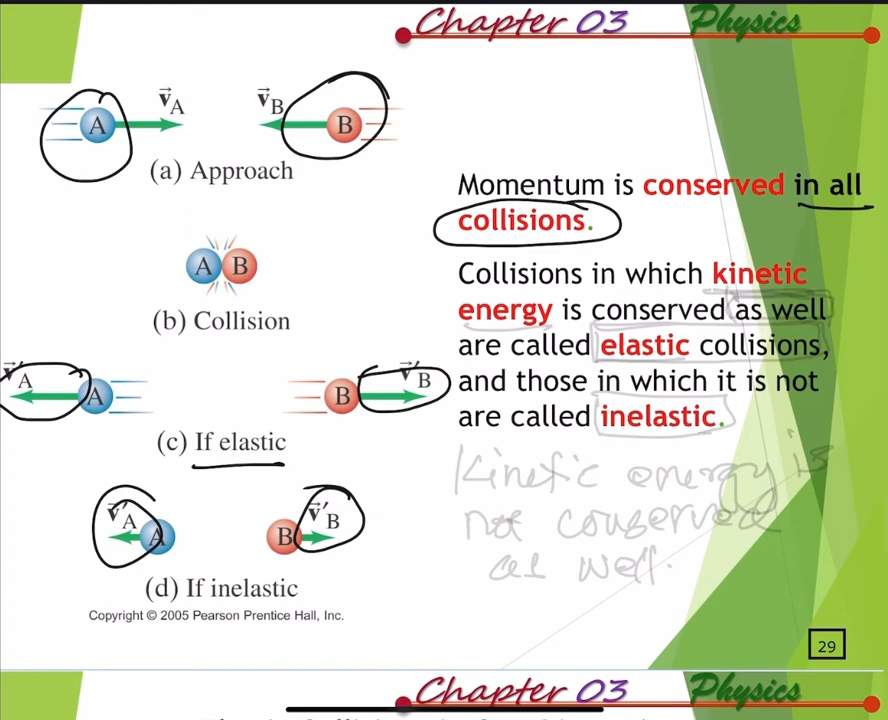 Chapter 03 Physics
v⃗A v⃗B
A B
(a) Approach
Momentum is conserved in all
collisions.
A B
(b) Collision
Collisions in which kinetic
energy is conserved as well
are called elastic collisions,
and those in which it is not
are called inelastic.
v⃗′A A B v⃗′B
(c) If elastic
Kinetic energy is
not conserved
as well.
v⃗′A A B v⃗′B
(d) If inelastic
Copyright © 2005 Pearson Prentice Hall, Inc.
29
Chapter 03 Physics